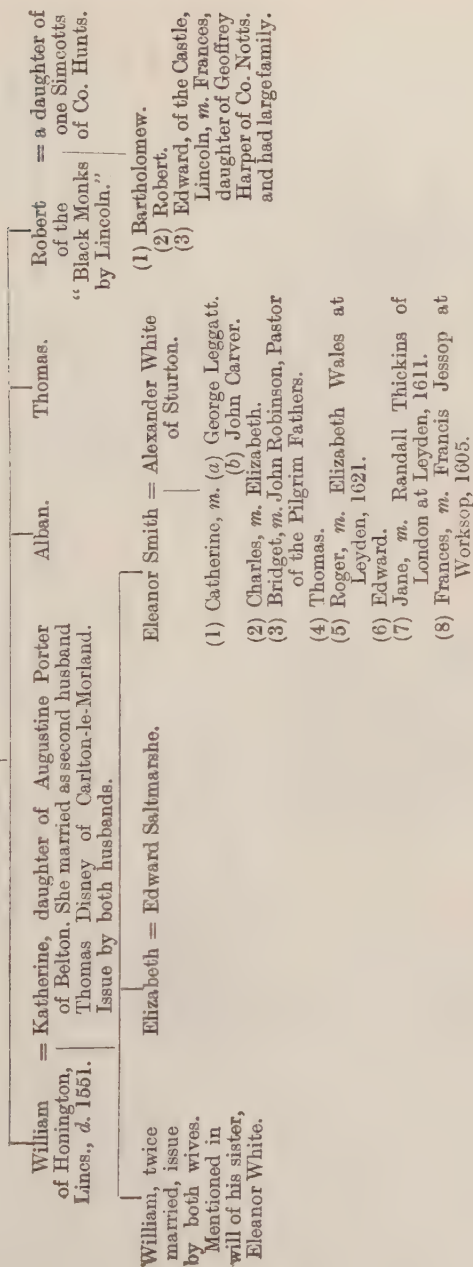 William = Katherine, daughter of Augustine Porter
of Honington, of Belton. She married as second husband
Lincs., d. 1551. Thomas Disney of Carlton-le-Morland.
Issue by both husbands.
Alban.
Thomas.
Robert = a daughter of
of the one Simcotts
"Black Monks of Co. Hunts.
by Lincoln."
William, twice
married, issue
by both wives.
Mentioned in
will of his sister,
Eleanor White.
Elizabeth = Edward Saltmarshe.
Eleanor Smith = Alexander White
of Sturton.
(1) Catherine, m. (a) George Leggatt.
(b) John Carver.
(2) Charles, m. Elizabeth.
(3) Bridget, m. John Robinson, Pastor
of the Pilgrim Fathers.
(4) Thomas.
(5) Roger, m. Elizabeth Wales at
Leyden, 1621.
(6) Edward.
(7) Jane, m. Randall Thickins of
London at Leyden, 1611.
(8) Frances, m. Francis Jessop at
Worksop, 1605.
(1) Bartholomew.
(2) Robert.
(3) Edward, of the Castle,
Lincoln, m. Frances,
daughter of Geoffrey
Harper of Co. Notts.
and had large family.